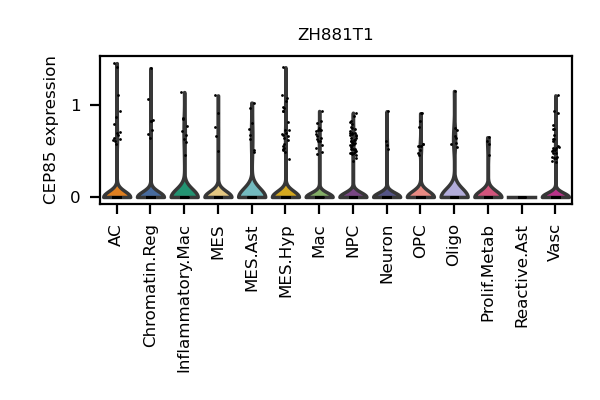 ZH881T1
CEP85 expression
1
0
AC
Chromatin.Reg
Inflammatory.Mac
MES
MES.Ast
MES.Hyp
Mac
NPC
Neuron
OPC
Oligo
Prolif.Metab
Reactive.Ast
Vasc